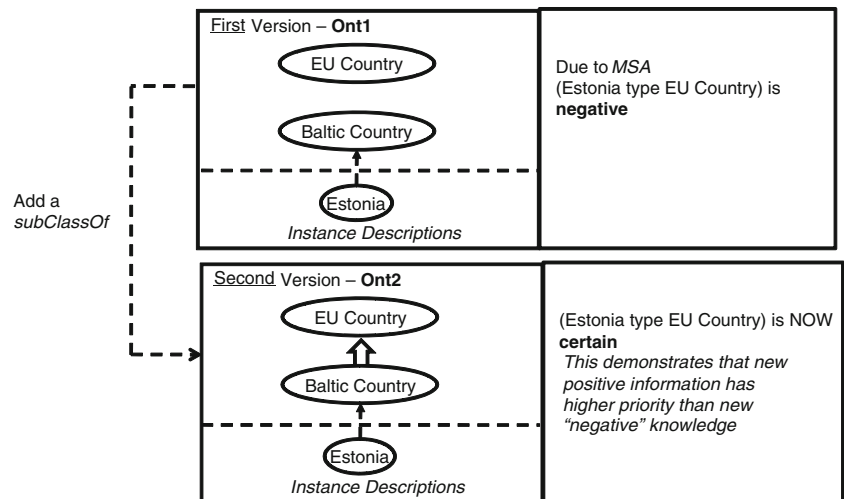 First Version – Ont1
EU Country
Baltic Country
Estonia
Instance Descriptions
Due to MSA
(Estonia type EU Country) is
negative
Add a
subClassOf
Second Version – Ont2
EU Country
Baltic Country
Estonia
Instance Descriptions
(Estonia type EU Country) is NOW
certain
This demonstrates that new
positive information has
higher priority than new
“negative” knowledge